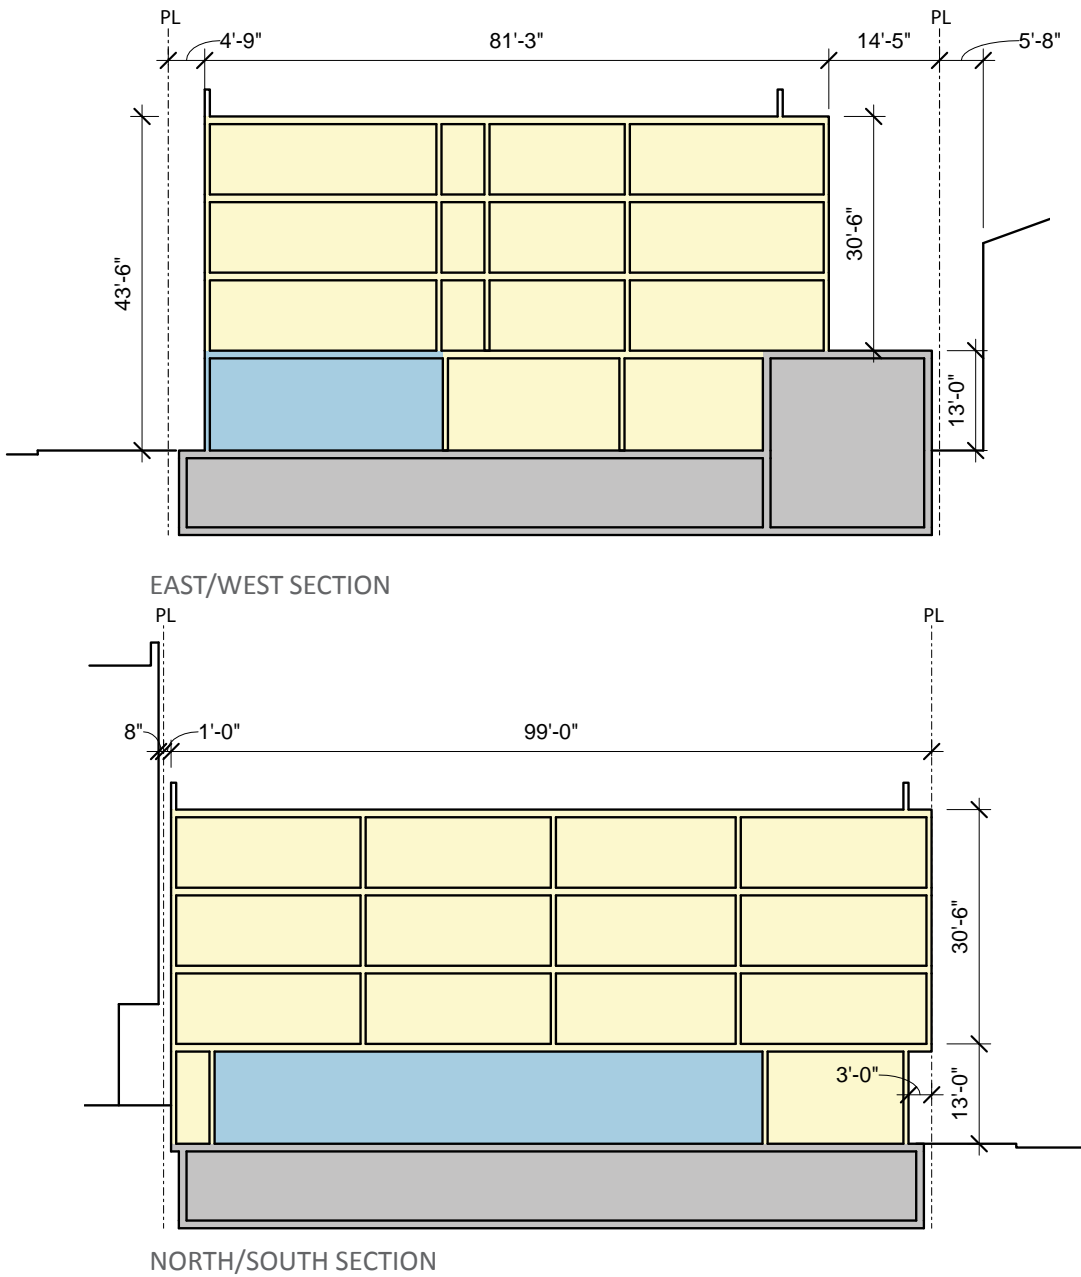 PL
PL
4'-9"
81'-3"
14'-5"
5'-8"
43'-6"
30'-6"
13'-0"
EAST/WEST SECTION
PL
PL
8"
1'-0"
99'-0"
30'-6"
3'-0"
13'-0"
NORTH/SOUTH SECTION